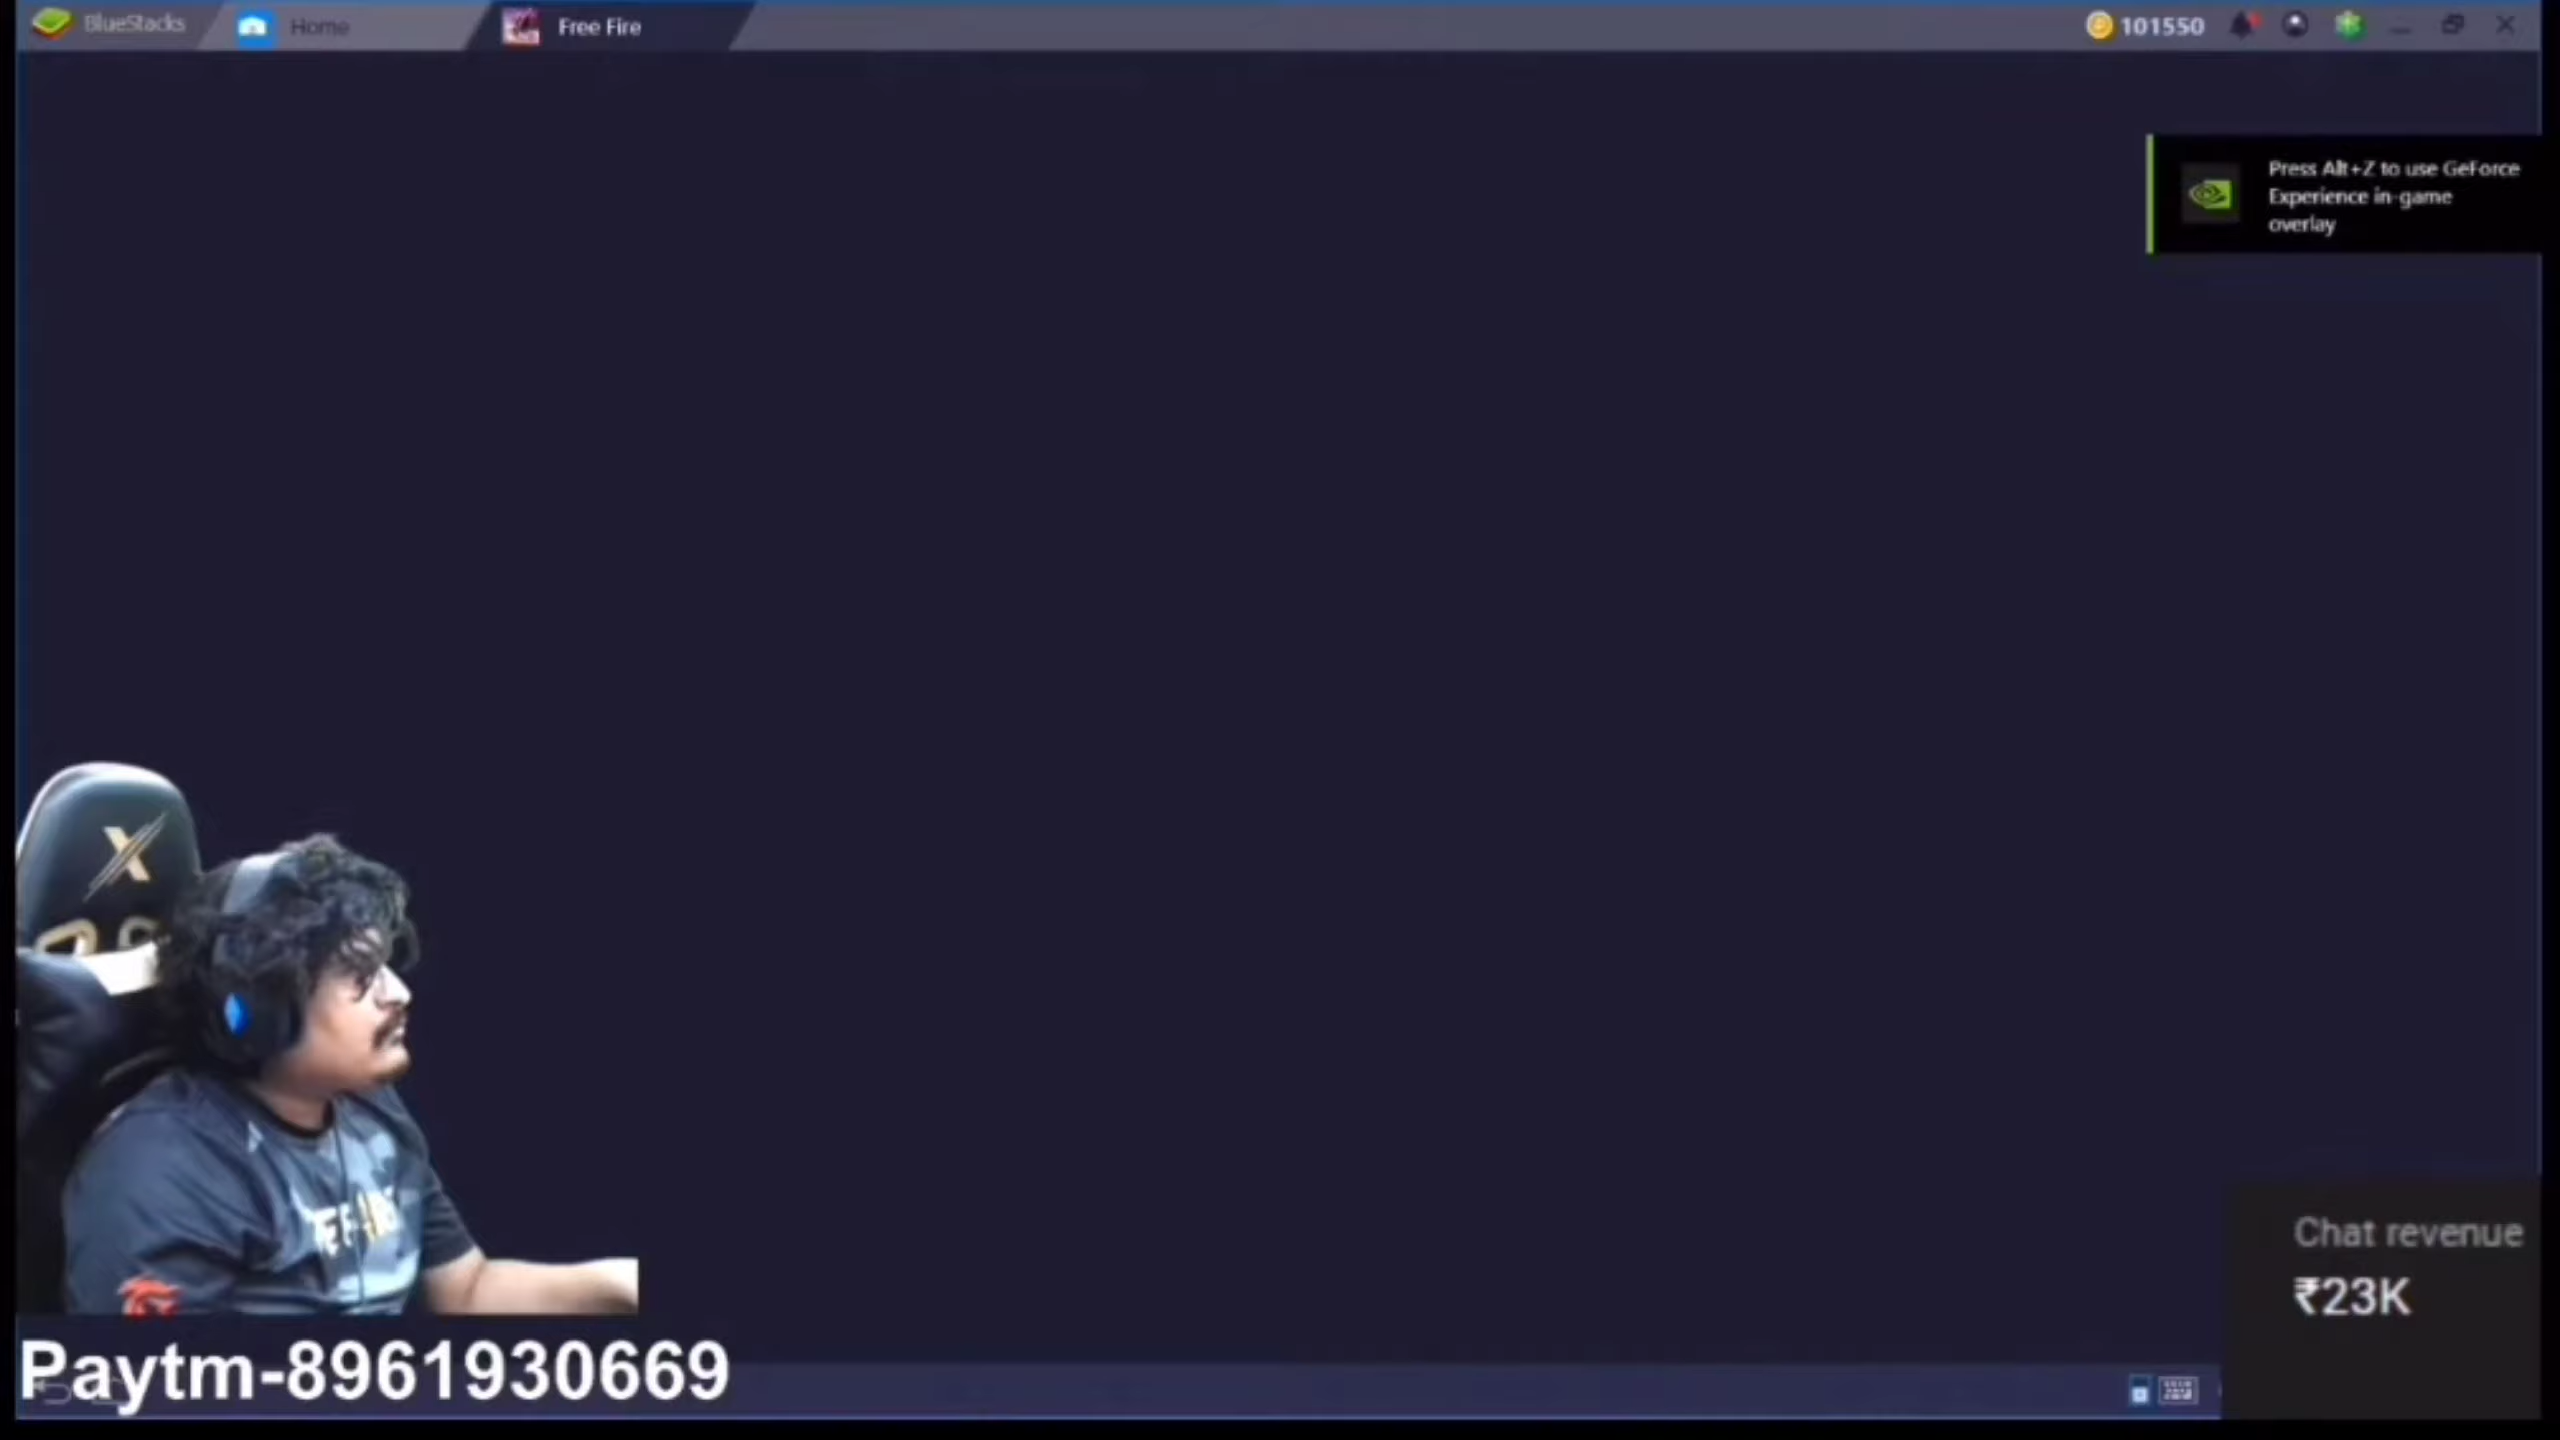 BlueStacks
Home
Free Fire
101550
Press Alt+Z to use GeForce
Experience in-game
overlay
X
Chat revenue
₹23K
Paytm-8961930669